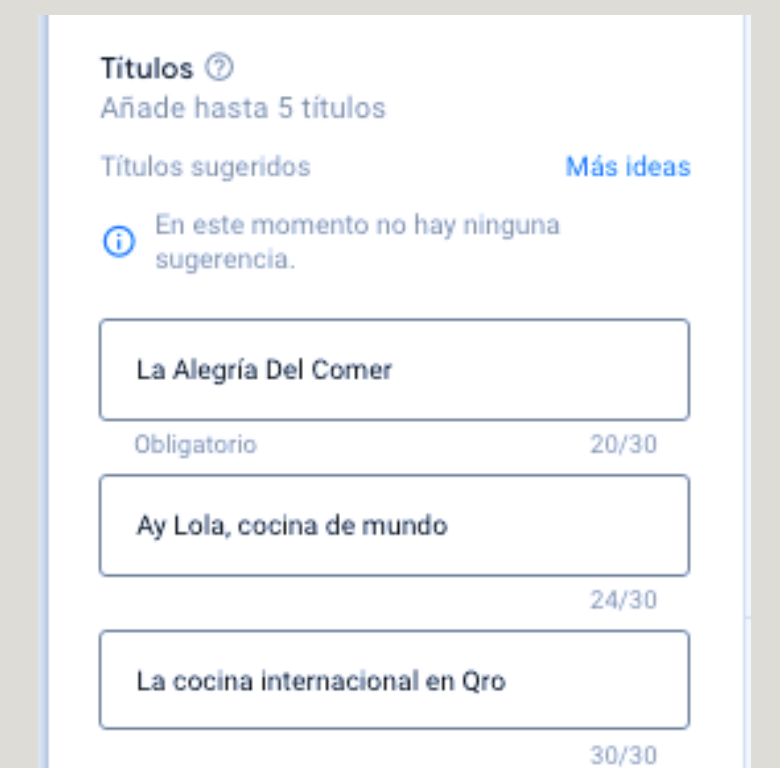 Títulos ?
Añade hasta 5 títulos
Títulos sugeridos Más ideas
En este momento no hay ninguna
sugerencia.
La Alegría Del Comer
Obligatorio 20/30
Ay Lola, cocina de mundo
24/30
La cocina internacional en Qro
30/30